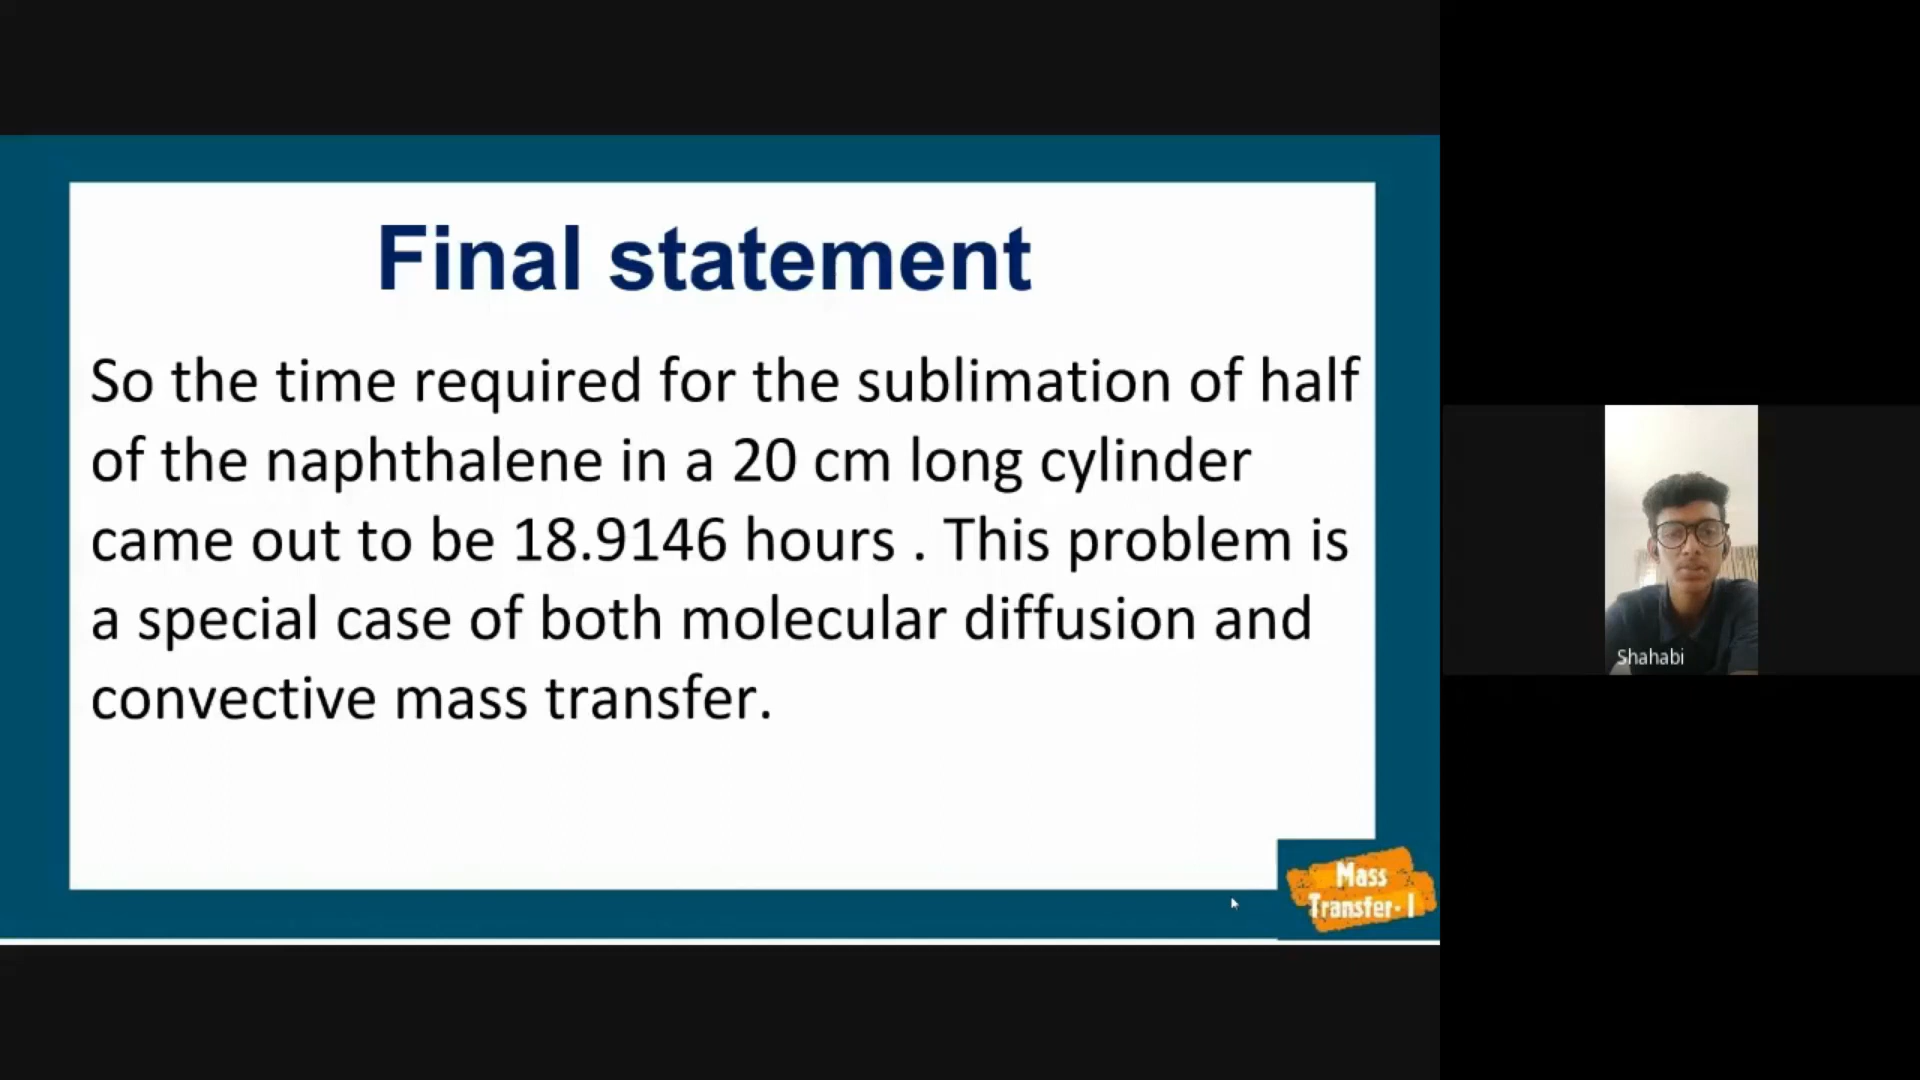 Final statement
So the time required for the sublimation of half
of the naphthalene in a 20 cm long cylinder
came out to be 18.9146 hours . This problem is
a special case of both molecular diffusion and
convective mass transfer.
Mass
Transfer- I
Shahabi